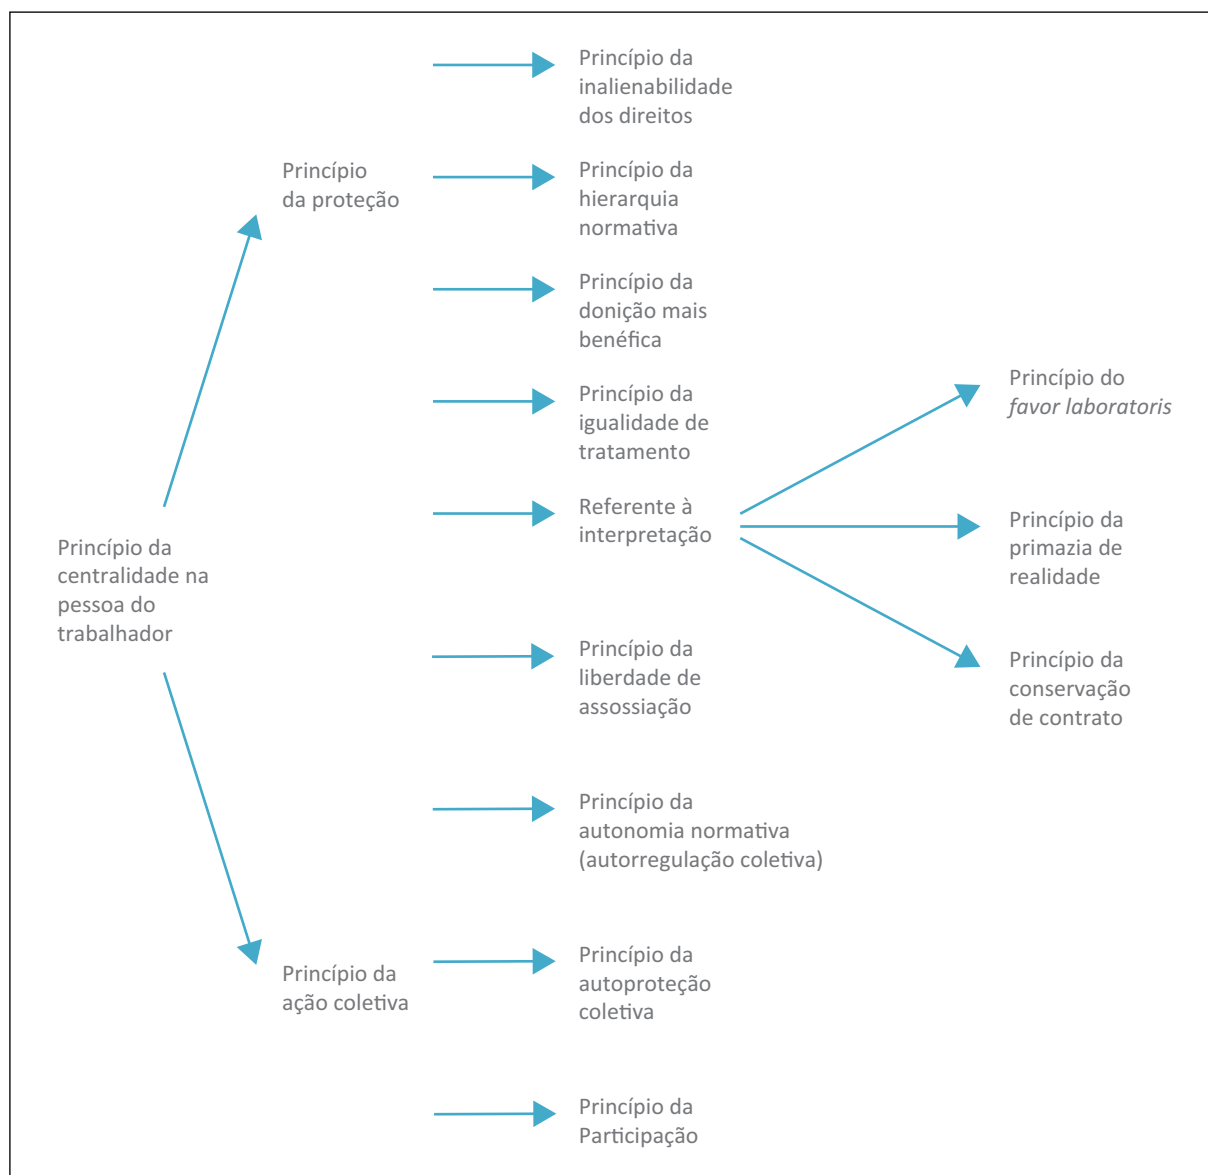 Princípio da
inalienabilidade
dos direitos
Princípio
da proteção
Princípio da
hierarquia
normativa
Princípio da
donição mais
benéfica
Princípio da
igualdade de
tratamento
Referente à
interpretação
Princípio do
favor laboratoris
Princípio da
primazia de
realidade
Princípio da
conservação
de contrato
Princípio da
centralidade na
pessoa do
trabalhador
Princípio da
liberdade de
assossiação
Princípio da
autonomia normativa
(autorregulação coletiva)
Princípio da
ação coletiva
Princípio da
autoproteção
coletiva
Princípio da
Participação